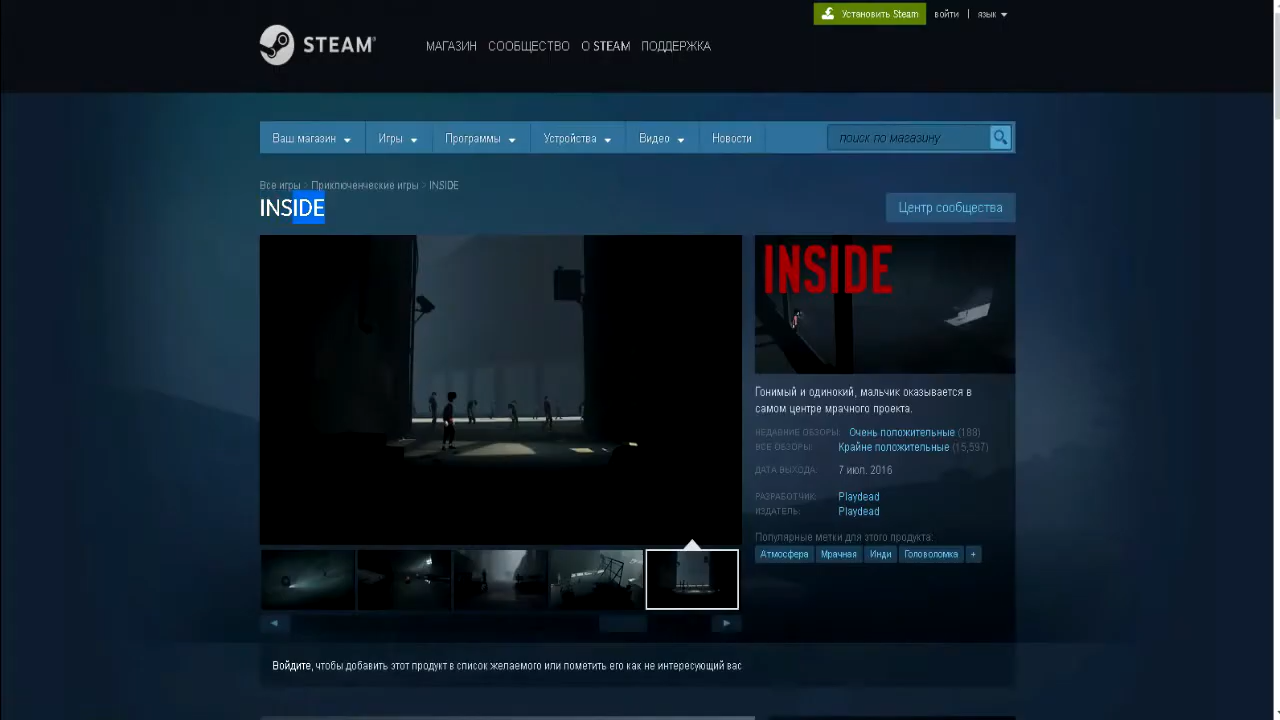 Установить Steam
войти | язык
STEAM®
МАГАЗИН СООБЩЕСТВО О STEAM ПОДДЕРЖКА
Ваш магазин Игры Программы Устройства Видео Новости поиск по магазину
Все игры > Приключенческие игры > INSIDE
INSIDE
Центр сообщества
INSIDE
Гонимый и одинокий, мальчик оказывается в
самом центре мрачного проекта.
НЕДАВНИЕ ОБЗОРЫ: Очень положительные (188)
ВСЕ ОБЗОРЫ: Крайне положительные (15,597)
ДАТА ВЫХОДА: 7 июл. 2016
РАЗРАБОТЧИК: Playdead
ИЗДАТЕЛЬ: Playdead
Популярные метки для этого продукта:
Атмосфера Мрачная Инди Головоломка +
Войдите, чтобы добавить этот продукт в список желаемого или пометить его как не интересующий вас